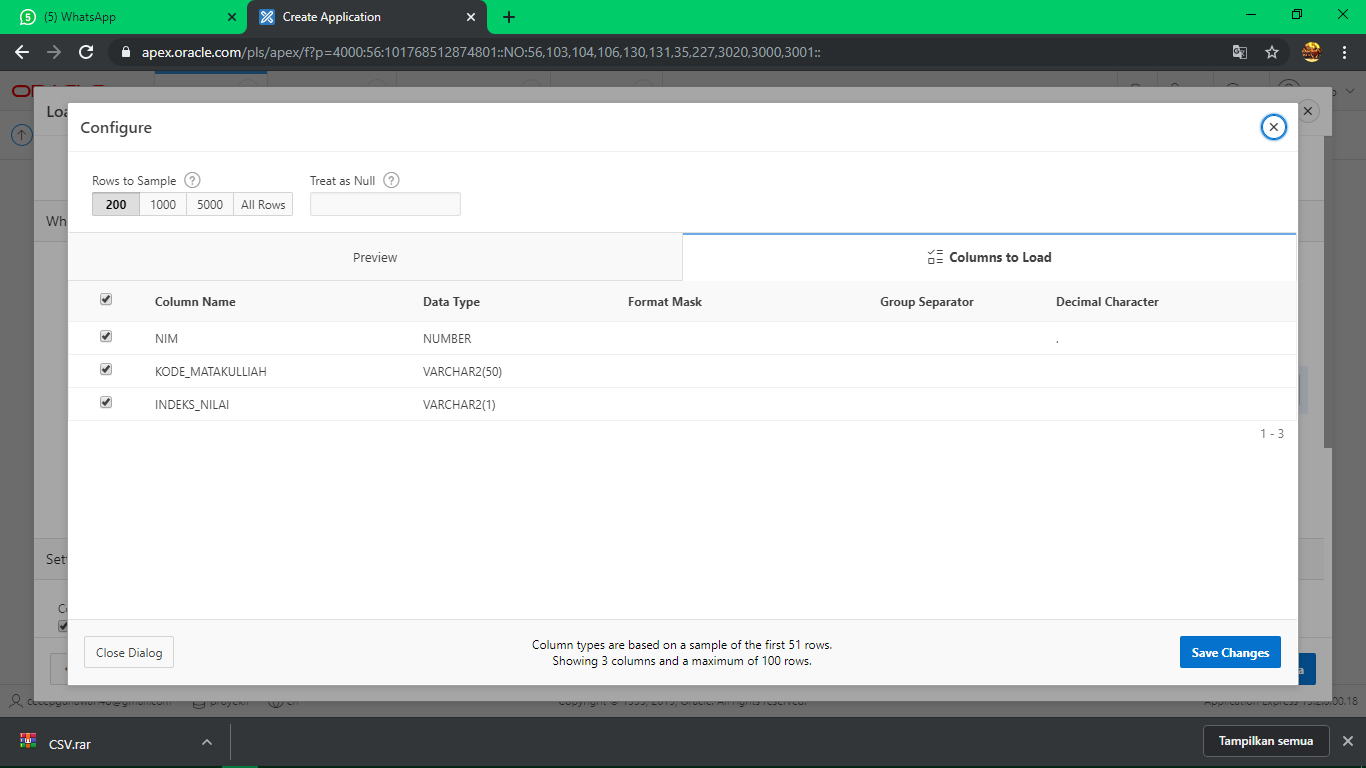 (5) WhatsApp
Create Application
apex.oracle.com/pls/apex/f?p=4000:56:101768512874801::NO:56,103,104,106,130,131,35,227,3020,3000,3001::
Configure
Rows to Sample ?
Treat as Null ?
200 1000 5000 All Rows
Preview
Columns to Load
Column Name Data Type Format Mask Group Separator Decimal Character
NIM NUMBER .
KODE_MATAKULLIAH VARCHAR2(50)
INDEKS_NILAI VARCHAR2(1)
1 - 3
Close Dialog
Column types are based on a sample of the first 51 rows.
Showing 3 columns and a maximum of 100 rows.
Save Changes
CSV.rar
Tampilkan semua